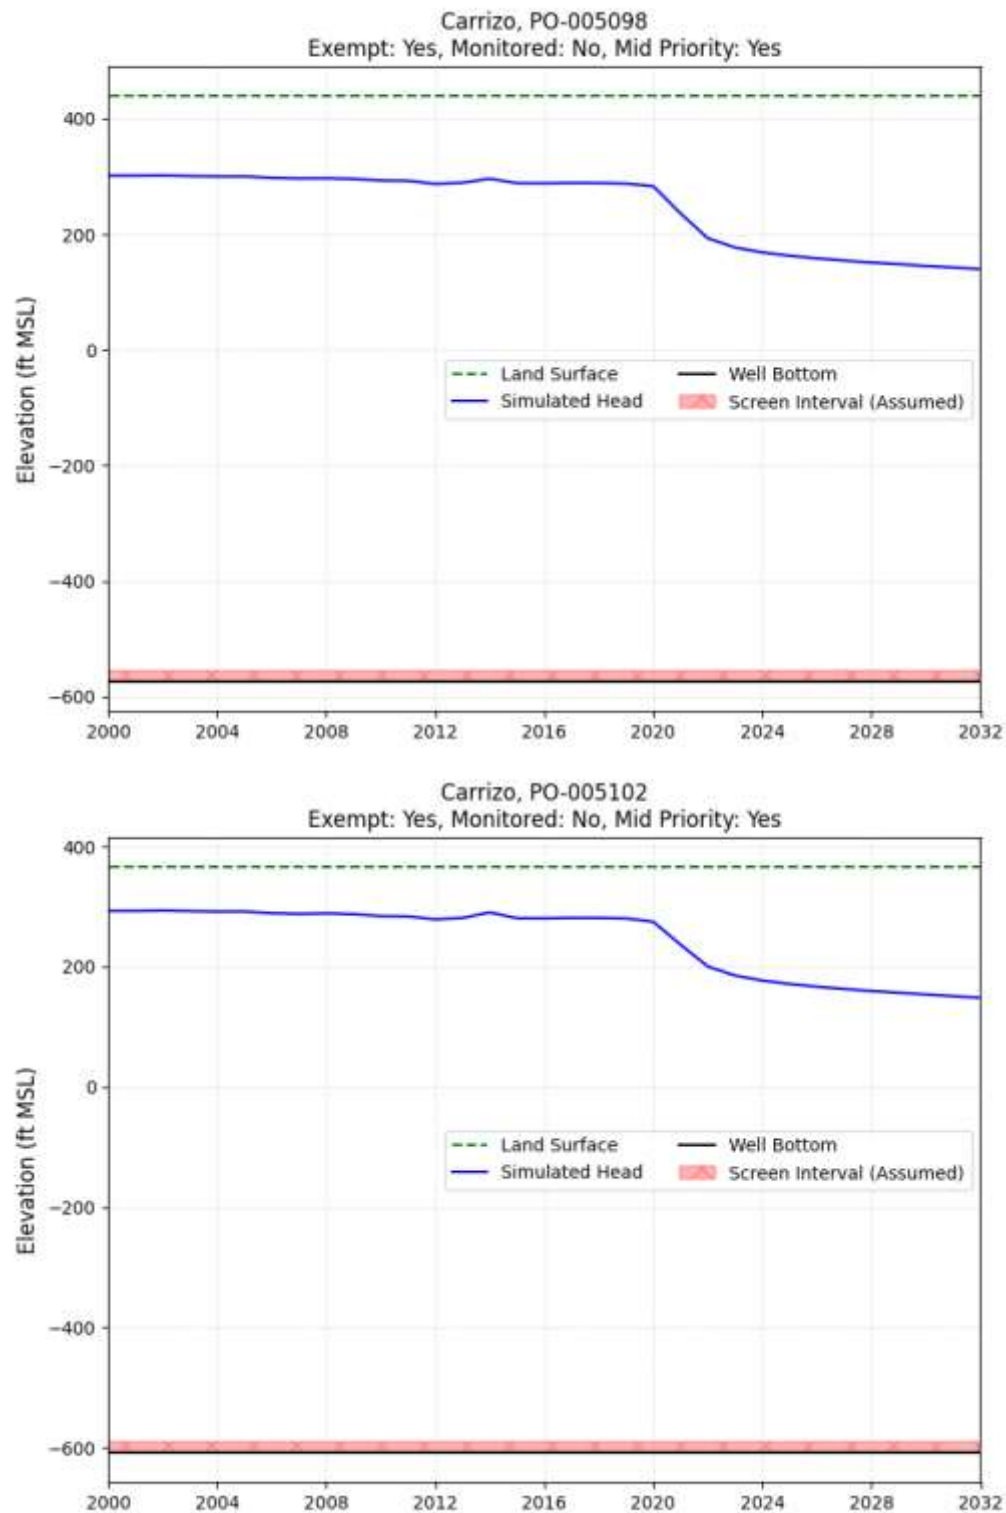 Carrizo, PO-005098
Exempt: Yes, Monitored: No, Mid Priority: Yes
Elevation (ft MSL)
400
200
0
−200
−400
−600
Land Surface
Simulated Head
Well Bottom
Screen Interval (Assumed)
2000 2004 2008 2012 2016 2020 2024 2028 2032
Carrizo, PO-005102
Exempt: Yes, Monitored: No, Mid Priority: Yes
Elevation (ft MSL)
400
200
0
−200
−400
−600
Land Surface
Simulated Head
Well Bottom
Screen Interval (Assumed)
2000 2004 2008 2012 2016 2020 2024 2028 2032